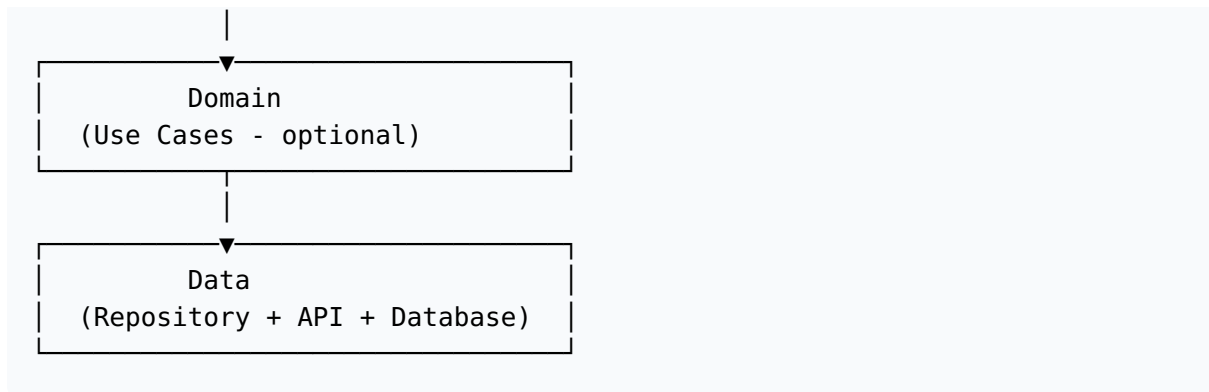 Domain
(Use Cases - optional)
Data
(Repository + API + Database)